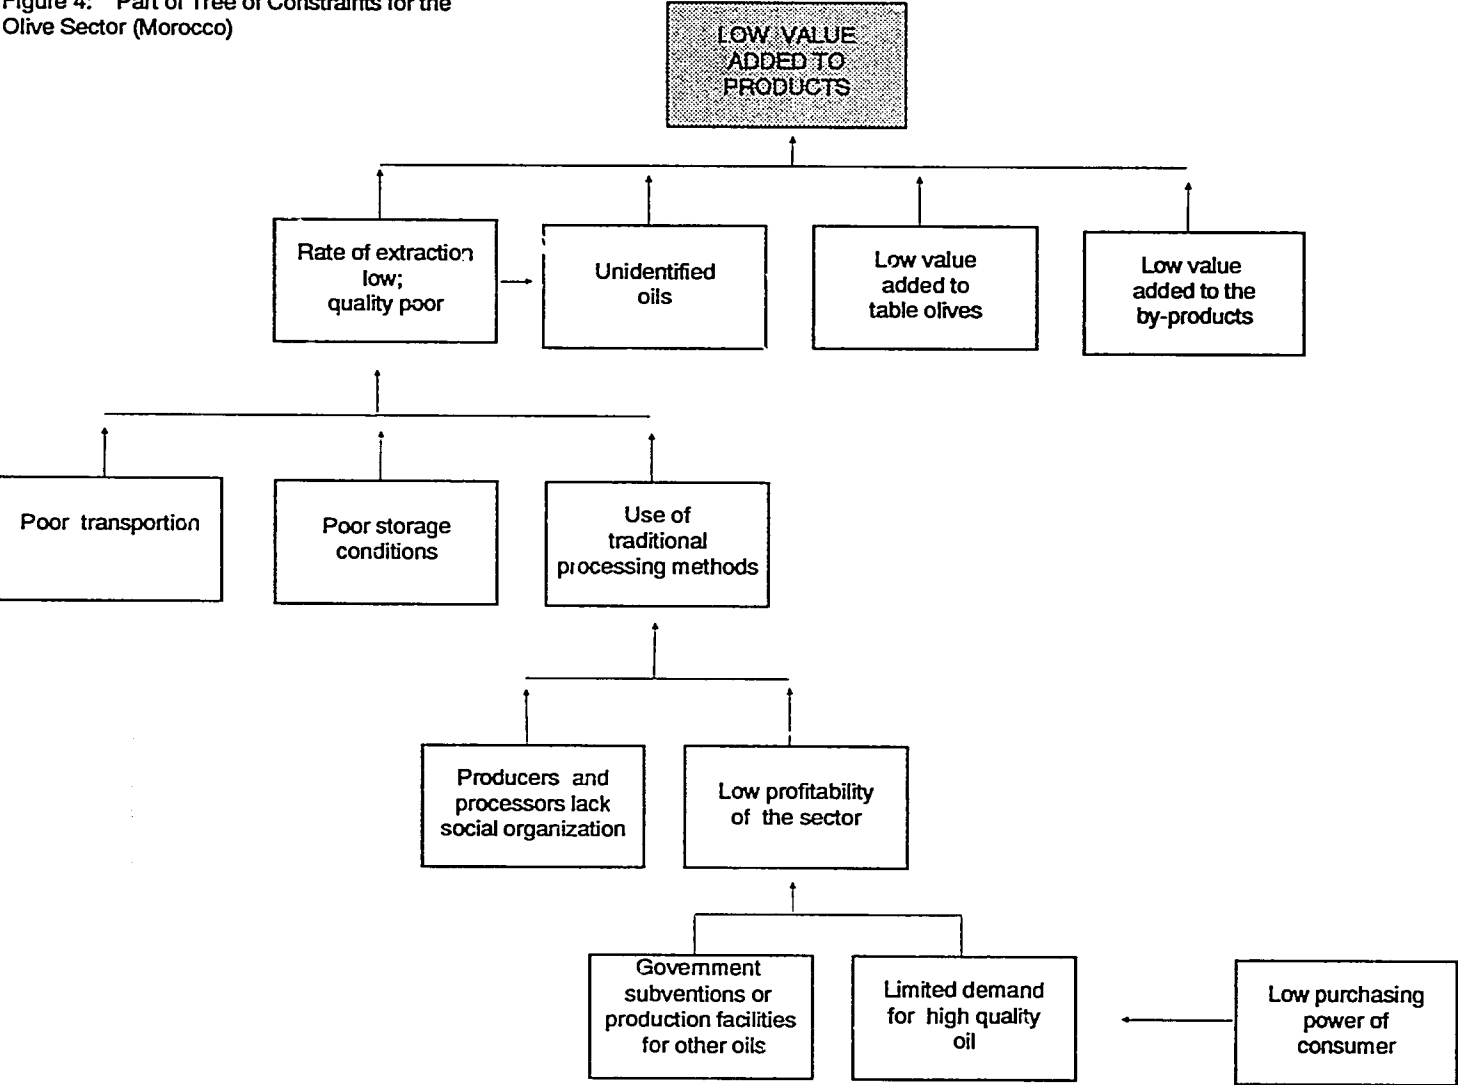 Figure 4: Part of Tree of Constraints for the
Olive Sector (Morocco)
LOW VALUE
ADDED TO
PRODUCTS
Rate of extraction
low;
quality poor
Unidentified
oils
Low value
added to
table olives
Low value
added to the
by-products
Poor transportion
Poor storage
conditions
Use of
traditional
processing methods
Producers and
processors lack
social organization
Low profitability
of the sector
Government
subventions or
production facilities
for other oils
Limited demand
for high quality
oil
Low purchasing
power of
consumer